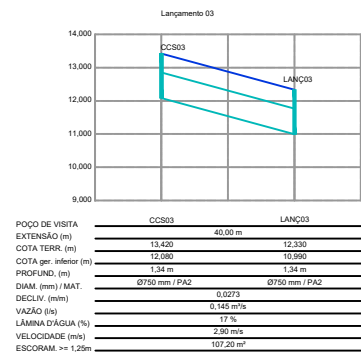 Lançamento 03
14,000
13,000
12,000
11,000
10,000
9,000
CCS03
LANÇ03
POÇO DE VISITA CCS03 LANÇ03
EXTENSÃO (m) 40,00 m
COTA TERR. (m) 13,420 12,330
COTA ger. inferior (m) 12,080 10,990
PROFUND, (m) 1,34 m 1,34 m
DIAM. (mm) / MAT. Ø750 mm / PA2 Ø750 mm / PA2
DECLIV. (m/m) 0,0273
VAZÃO (l/s) 0,145 m³/s
LÂMINA D'ÁGUA (%) 17 %
VELOCIDADE (m/s) 2,90 m/s
ESCORAM. >= 1,25m 107,20 m²